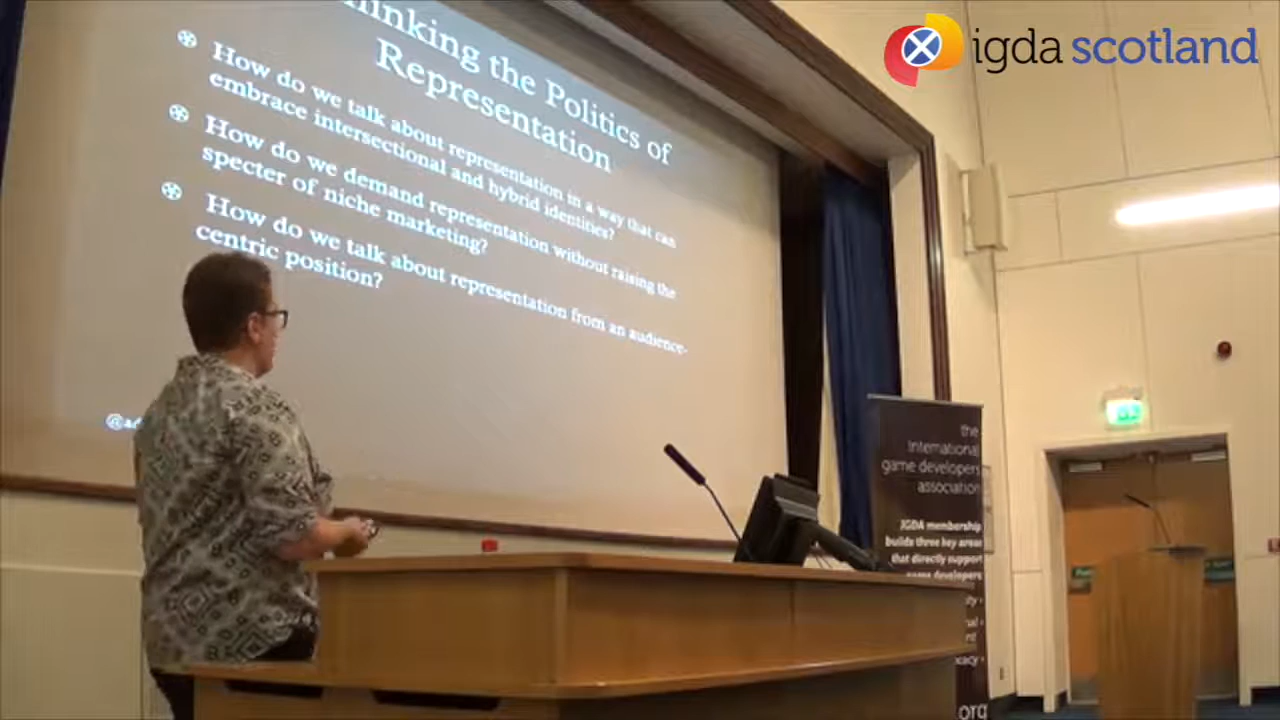 igda scotland
hinking the Politics of
Representation
How do we talk about representation in a way that can
embrace intersectional and hybrid identities?
How do we demand representation without raising the
specter of niche marketing?
How do we talk about representation from an audience-
centric position?
the
international
game developers
association
IGDA membership
builds three key areas
that directly support
game developers